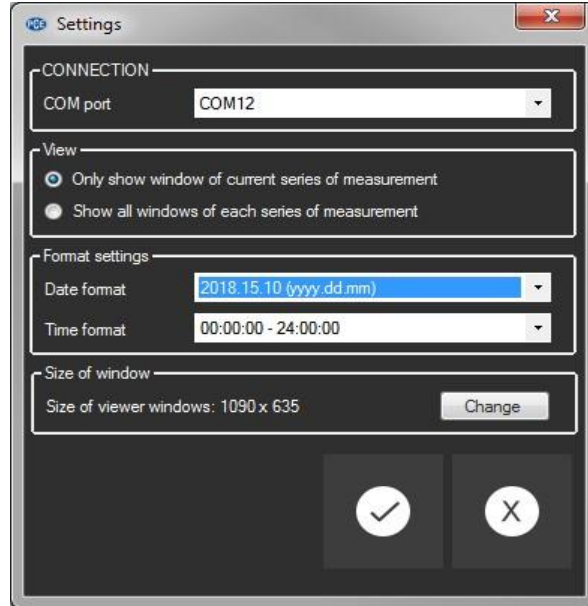 PCE Settings
CONNECTION
COM port COM12
View
Only show window of current series of measurement
Show all windows of each series of measurement
Format settings
Date format 2018.15.10 (yyyy.dd.mm)
Time format 00:00:00 - 24:00:00
Size of window
Size of viewer windows: 1090 x 635 Change
X